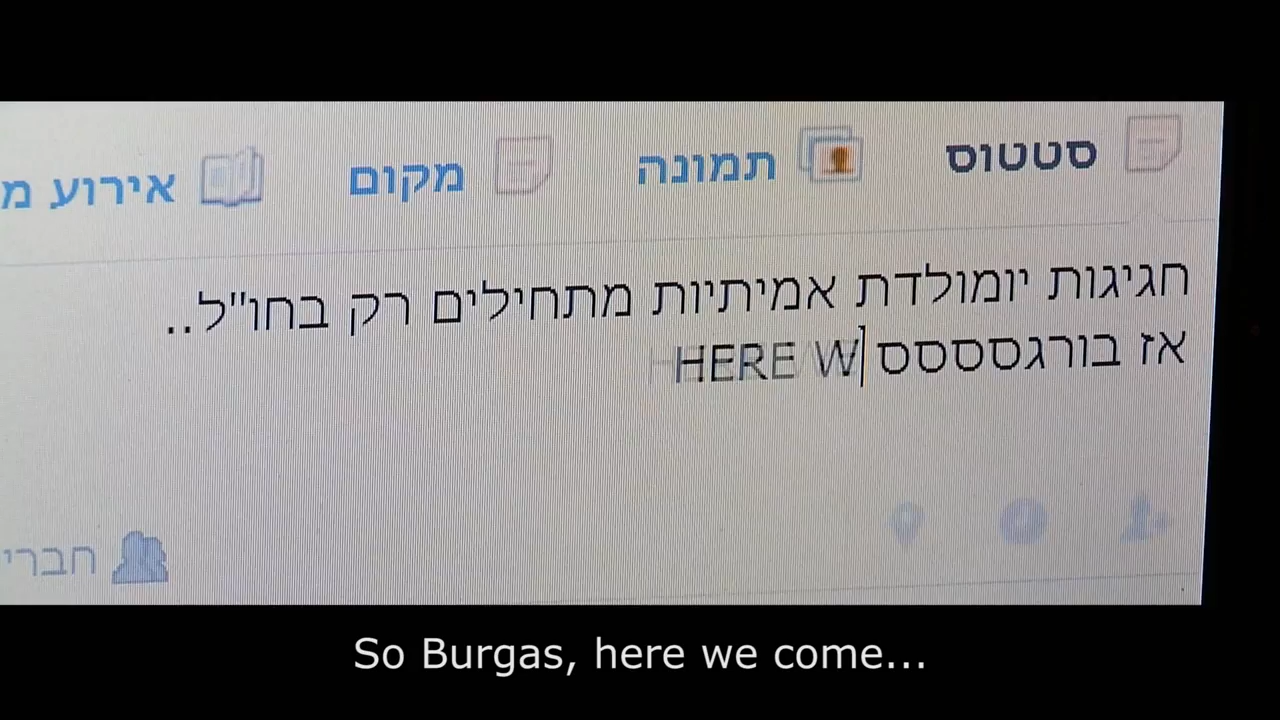 סטטוס תמונה מקום אירוע מ
חגיגות יומולדת אמיתיות מתחילים רק בחו"ל..
אז בורגסססס HERE W
חברי
So Burgas, here we come...